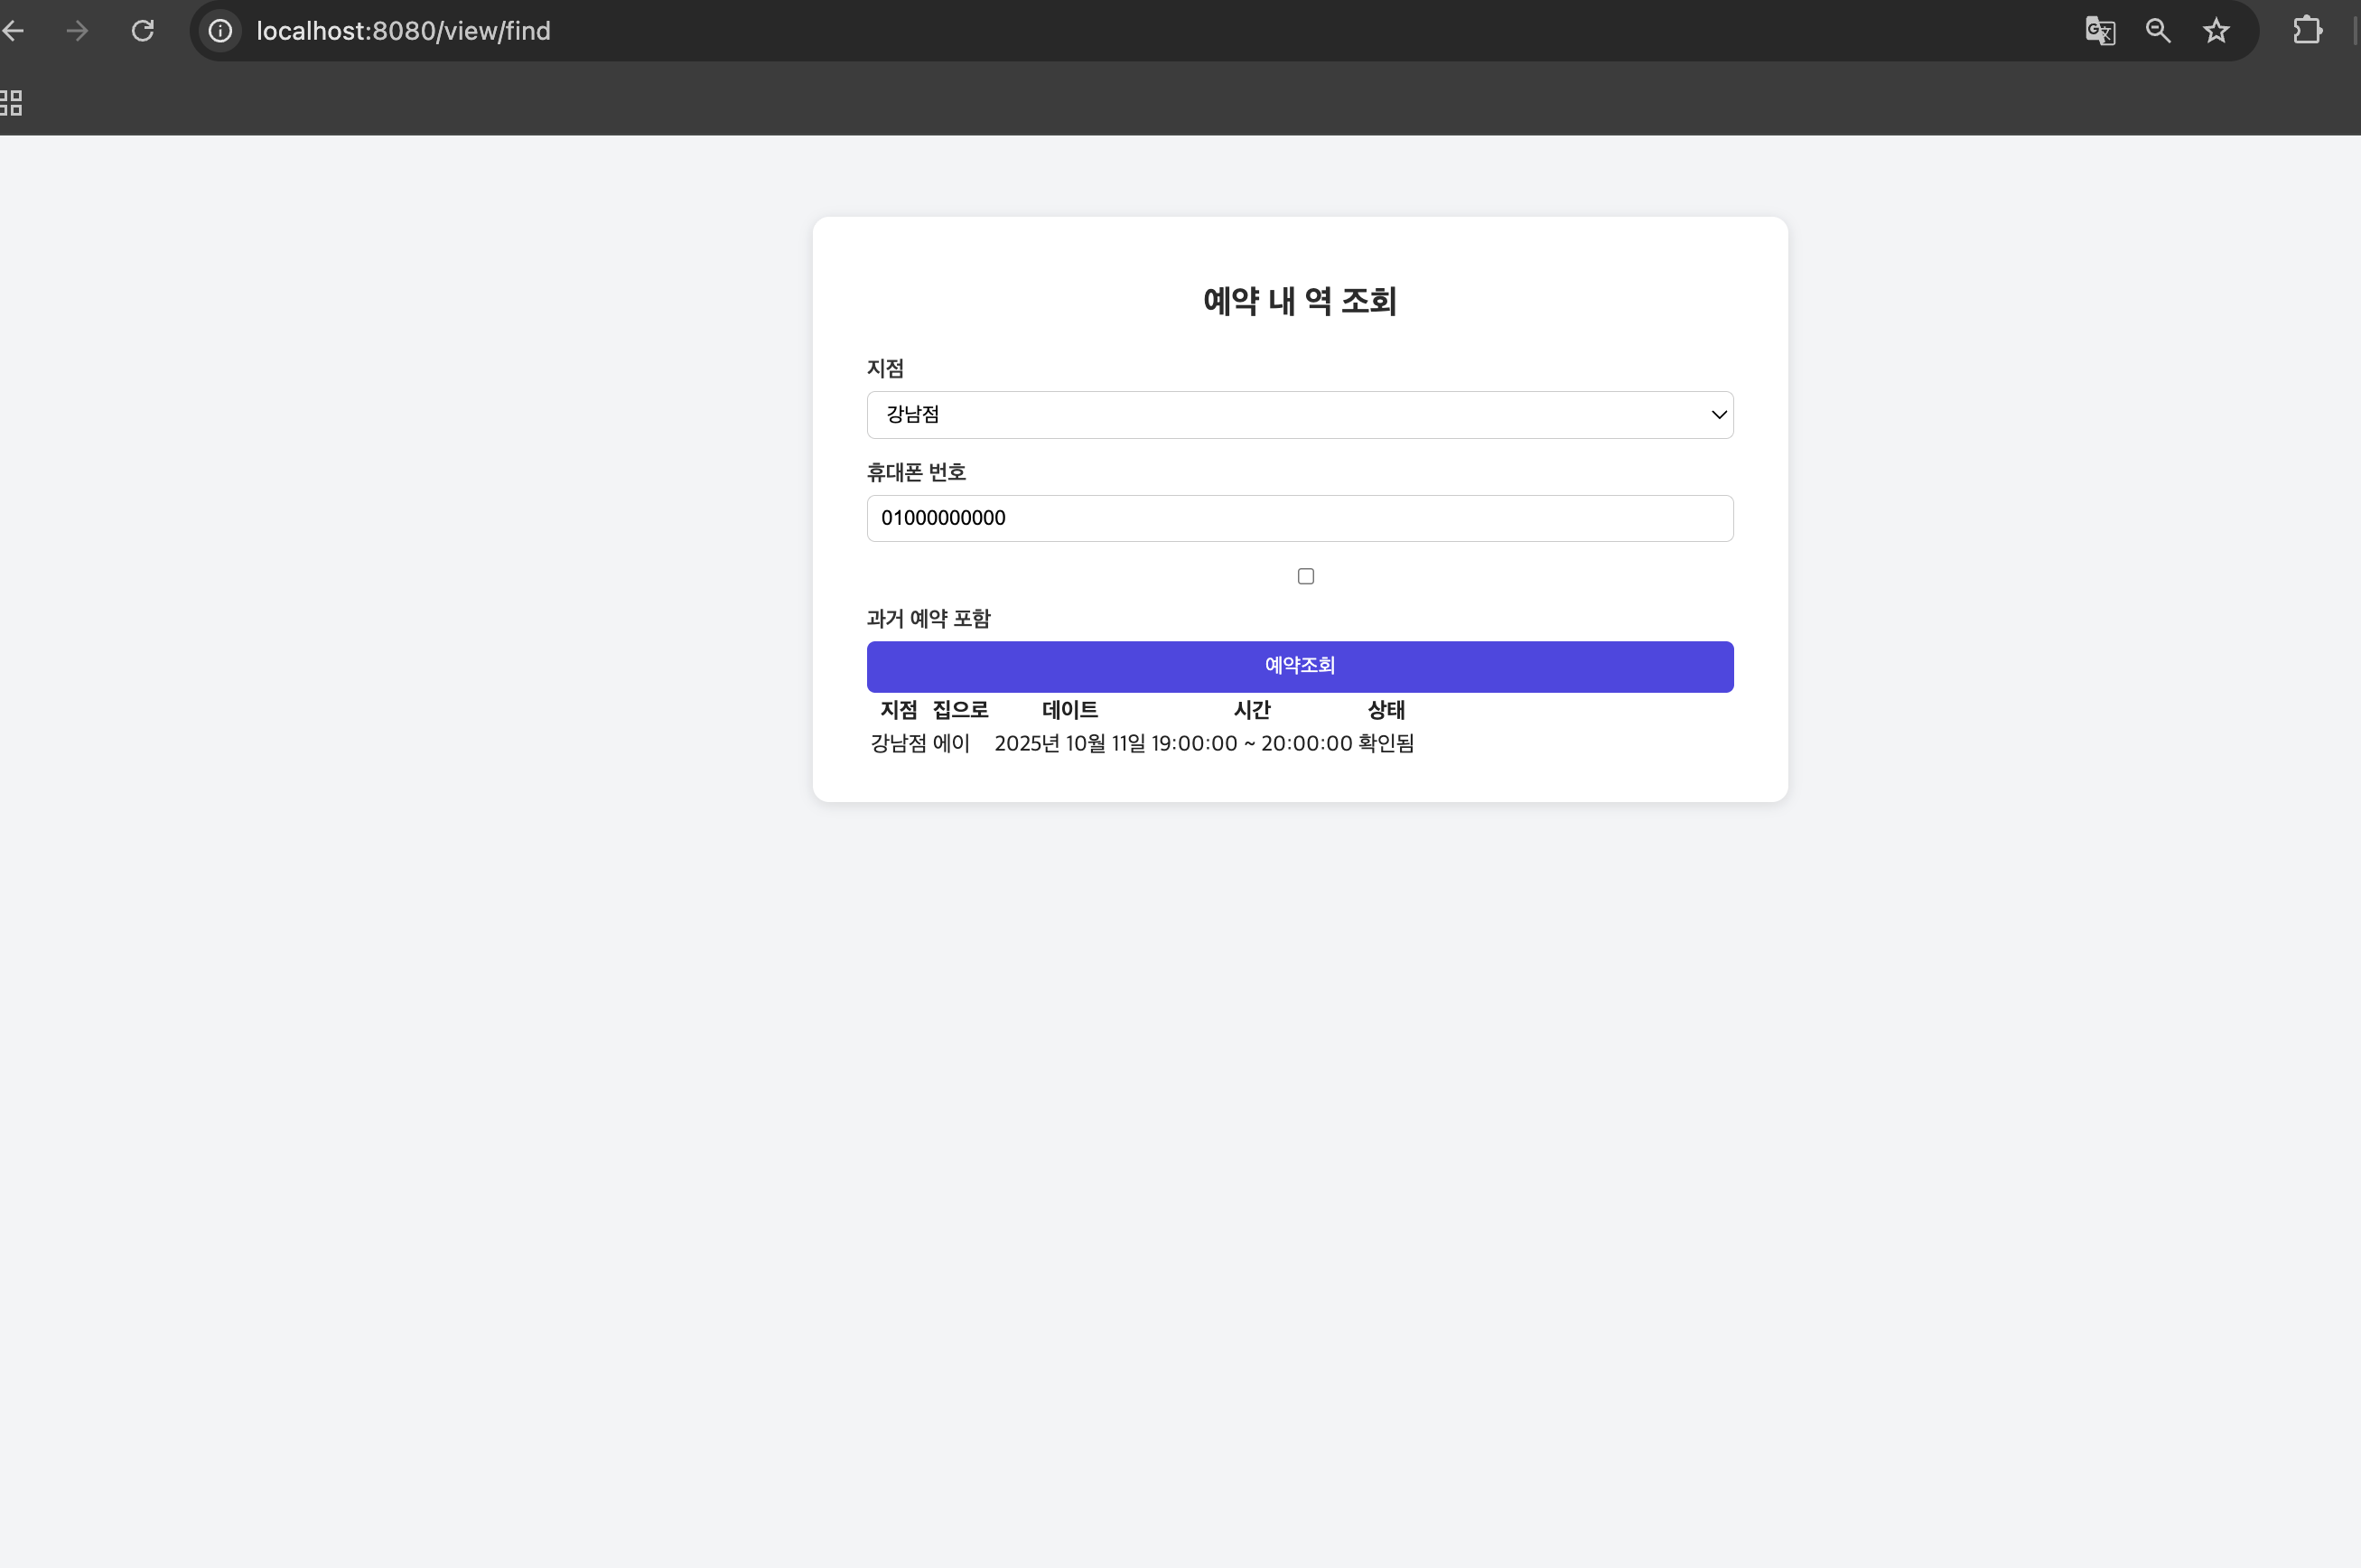 localhost:8080/view/find
예약 내 역 조회
지점
강남점
휴대폰 번호
01000000000
과거 예약 포함
예약조회
지점 집으로 데이트 시간 상태
강남점 에이 2025년 10월 11일 19:00:00 ~ 20:00:00 확인됨